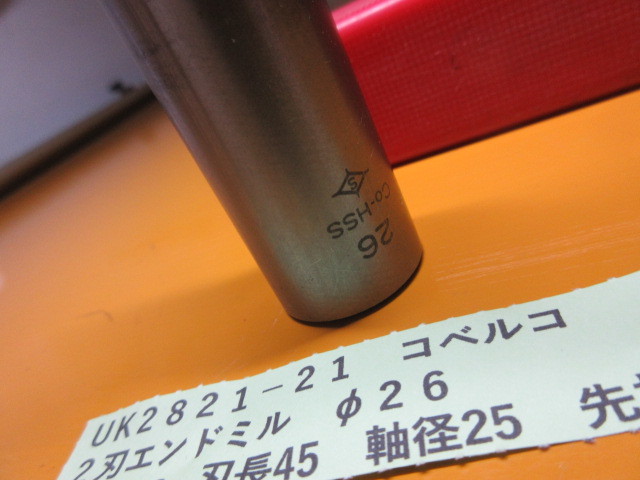 S
Co-HSS
26
UK2821-21 コベルコ
2刃エンドミル φ26
刃長45 軸径25 先